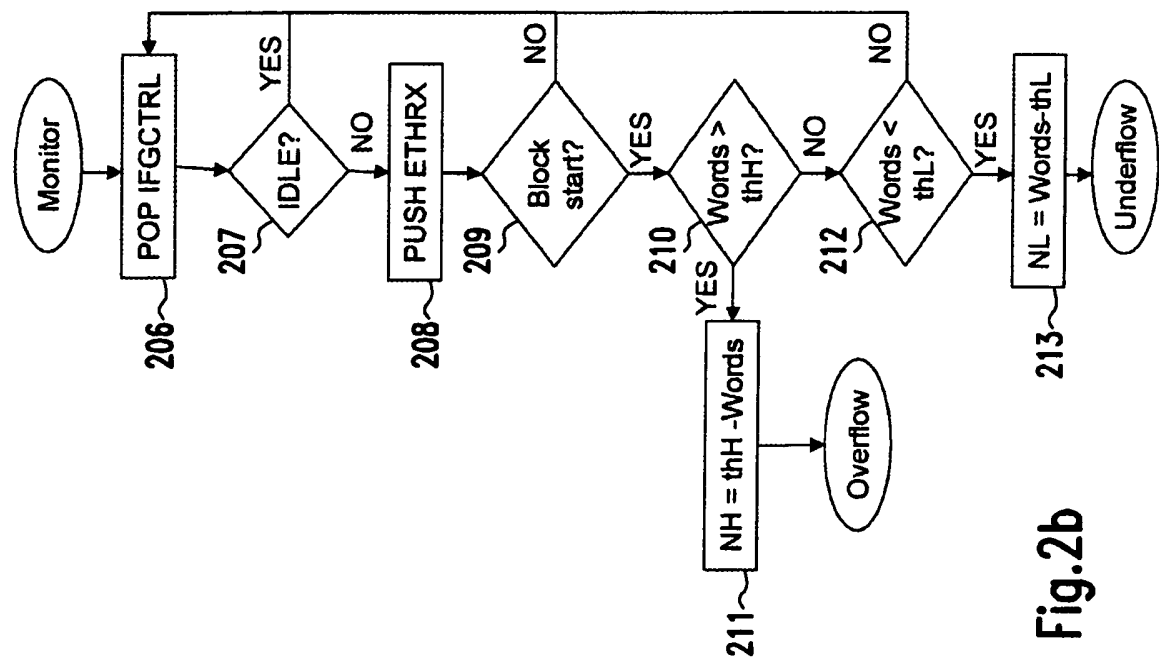 Monitor
POP IFGCTRL
206
IDLE?
207
YES
NO
PUSH ETHRX
208
Block
start?
209
NO
YES
Words >
thH?
210
YES
NO
NH = thH -Words
211
Overflow
Words <
thL?
212
NO
YES
NL = Words-thL
213
Underflow
Fig.2b